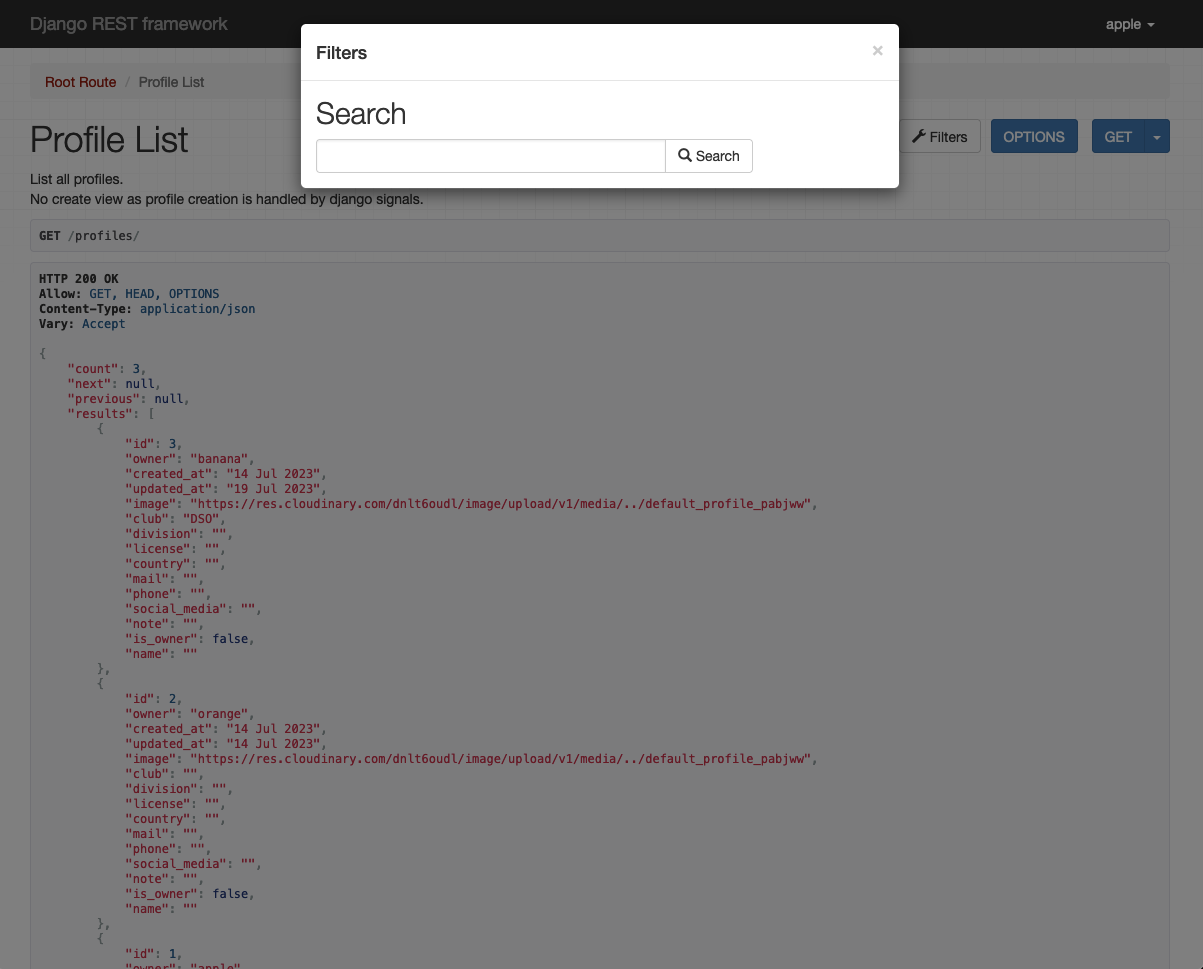 Django REST framework
apple
Filters
×
Root Route / Profile List
Search
Profile List
Search
Filters
OPTIONS
GET
List all profiles.
No create view as profile creation is handled by django signals.
GET /profiles/
HTTP 200 OK
Allow: GET, HEAD, OPTIONS
Content-Type: application/json
Vary: Accept
{
"count": 3,
"next": null,
"previous": null,
"results": [
{
"id": 3,
"owner": "banana",
"created_at": "14 Jul 2023",
"updated_at": "19 Jul 2023",
"image": "https://res.cloudinary.com/dnlt6oudl/image/upload/v1/media/../default_profile_pabjww",
"club": "DSO",
"division": "",
"license": "",
"country": "",
"mail": "",
"phone": "",
"social_media": "",
"note": "",
"is_owner": false,
"name": ""
},
{
"id": 2,
"owner": "orange",
"created_at": "14 Jul 2023",
"updated_at": "14 Jul 2023",
"image": "https://res.cloudinary.com/dnlt6oudl/image/upload/v1/media/../default_profile_pabjww",
"club": "",
"division": "",
"license": "",
"country": "",
"mail": "",
"phone": "",
"social_media": "",
"note": "",
"is_owner": false,
"name": ""
},
{
"id": 1,
"owner": "apple"